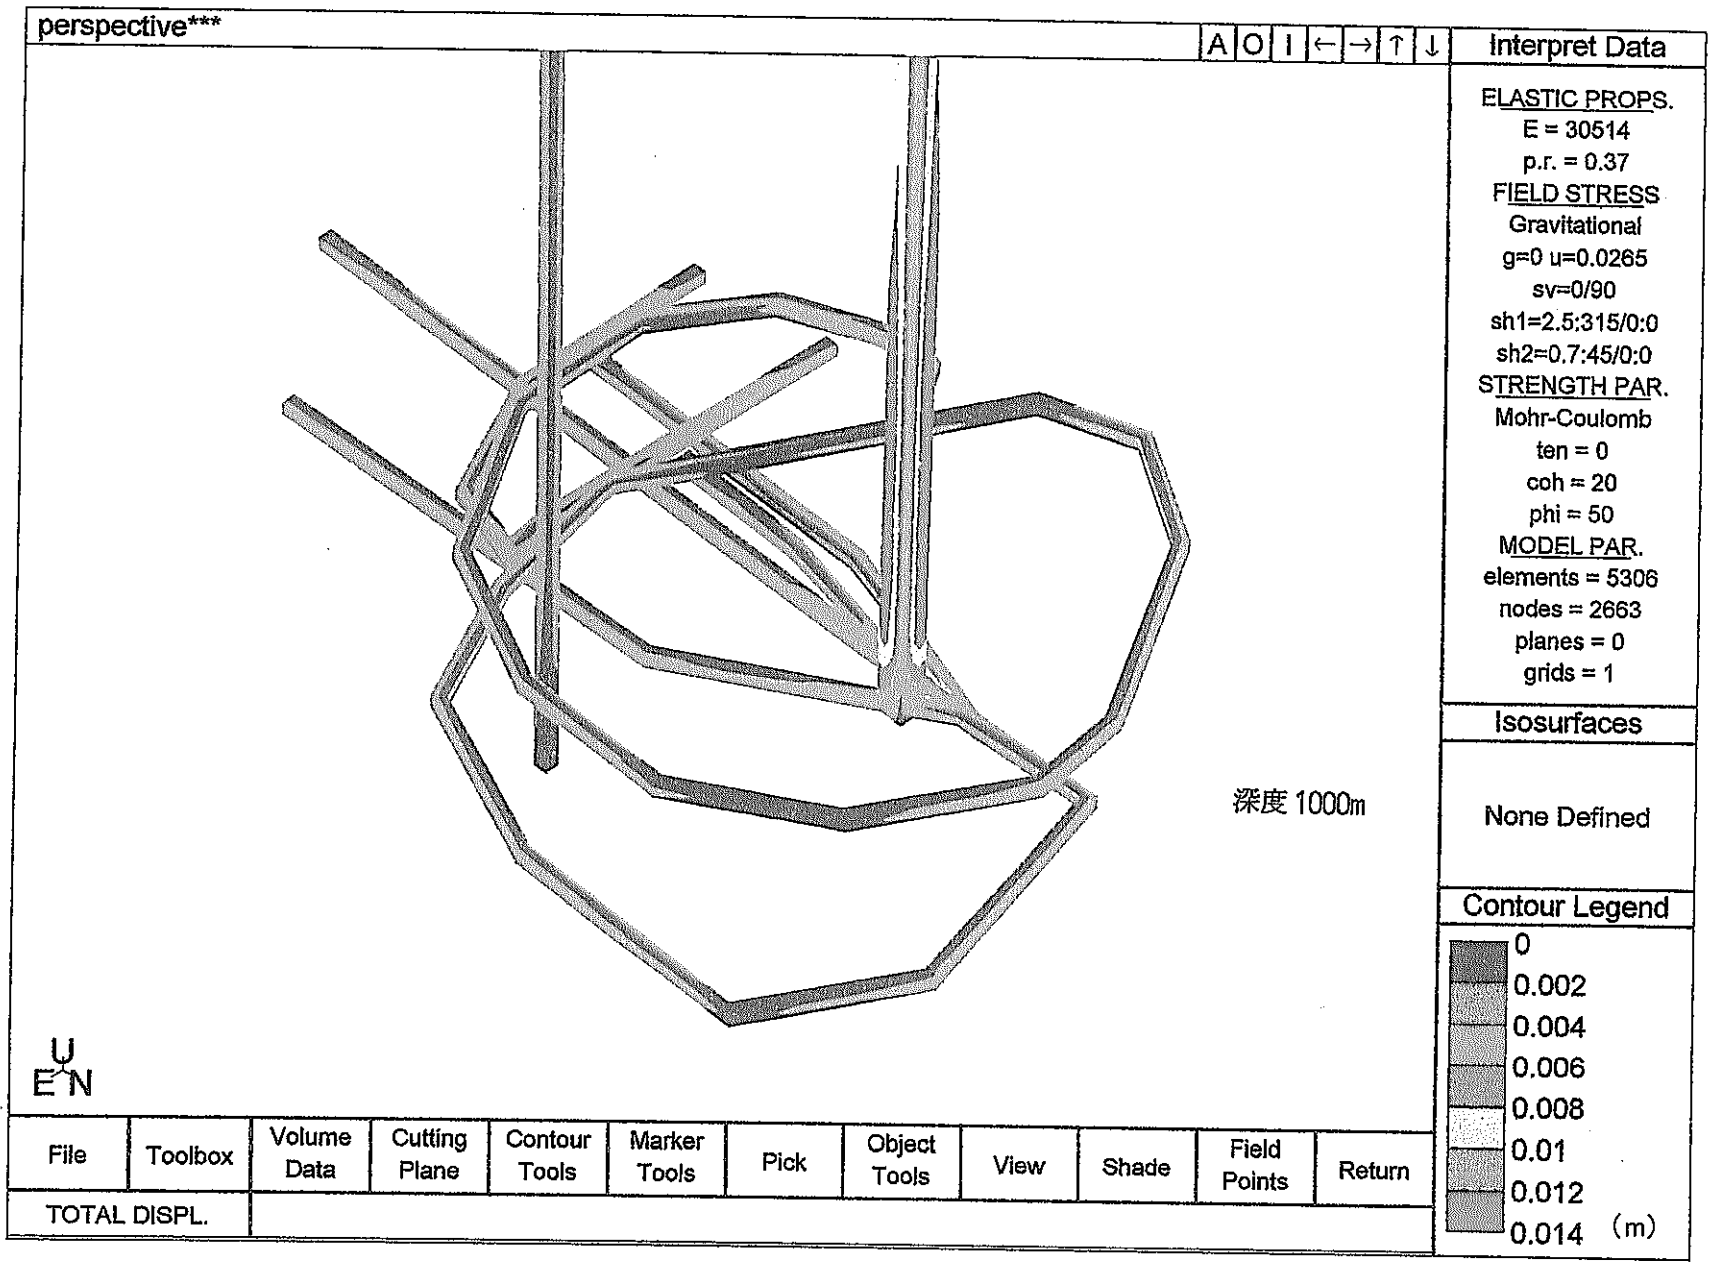 perspective***
A O I ← → ↑ ↓
Interpret Data
ELASTIC PROPS.
E = 30514
p.r. = 0.37
FIELD STRESS
Gravitational
g=0 u=0.0265
sv=0/90
sh1=2.5:315/0:0
sh2=0.7:45/0:0
STRENGTH PAR.
Mohr-Coulomb
ten = 0
coh = 20
phi = 50
MODEL PAR.
elements = 5306
nodes = 2663
planes = 0
grids = 1
Isosurfaces
None Defined
深度 1000m
Contour Legend
0
0.002
0.004
0.006
0.008
0.01
0.012
0.014 (m)
U
E N
File
Toolbox
Volume
Data
Cutting
Plane
Contour
Tools
Marker
Tools
Pick
Object
Tools
View
Shade
Field
Points
Return
TOTAL DISPL.